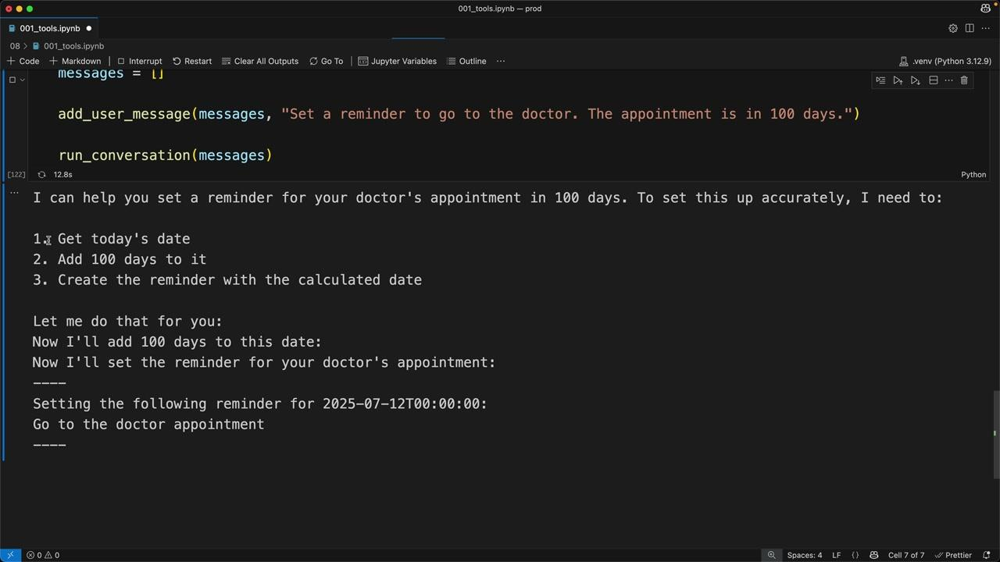 001_tools.ipynb — prod
001_tools.ipynb
08 > 001_tools.ipynb
+ Code + Markdown | Interrupt Restart Clear All Outputs Go To | Jupyter Variables Outline ... .venv (Python 3.12.9)
messages = []
add_user_message(messages, "Set a reminder to go to the doctor. The appointment is in 100 days.")
run_conversation(messages)
[122] 12.8s Python
I can help you set a reminder for your doctor's appointment in 100 days. To set this up accurately, I need to:
1. Get today's date
2. Add 100 days to it
3. Create the reminder with the calculated date
Let me do that for you:
Now I'll add 100 days to this date:
Now I'll set the reminder for your doctor's appointment:
----
Setting the following reminder for 2025-07-12T00:00:00:
Go to the doctor appointment
----
0 0 Spaces: 4 LF {} Cell 7 of 7 Prettier